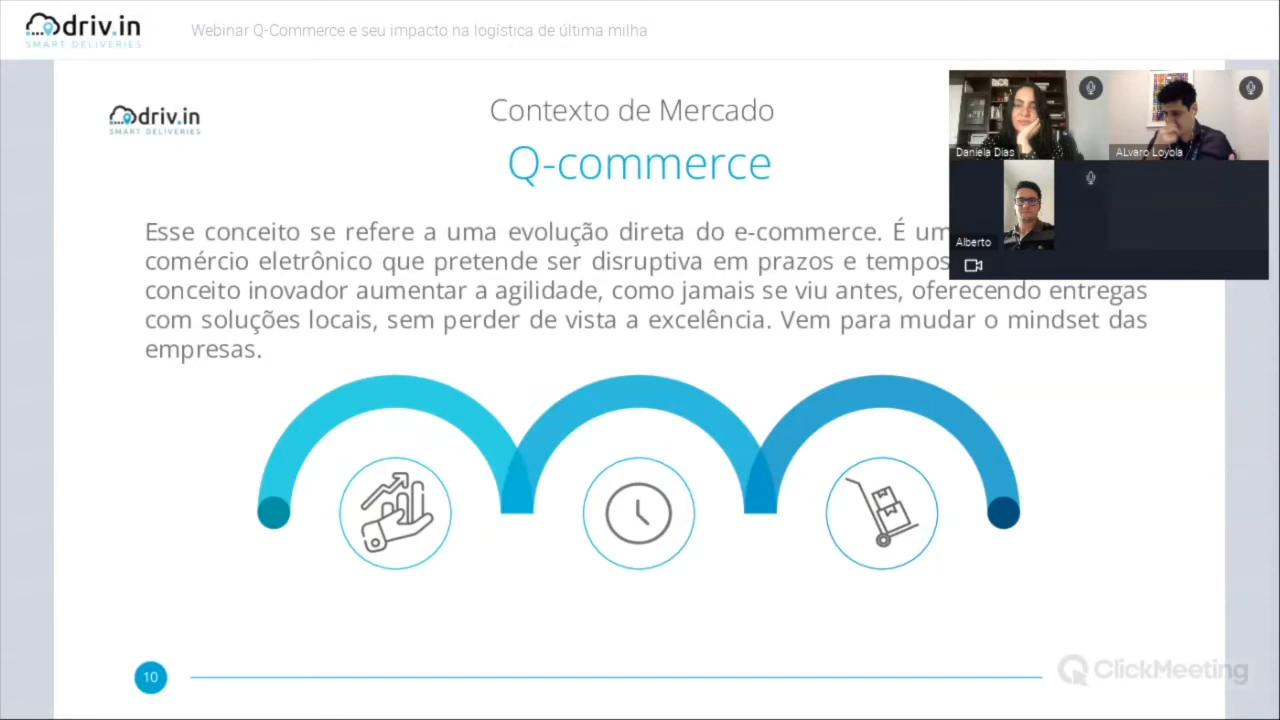 driv.in
SMART DELIVERIES
Webinar Q-Commerce e seu impacto na logística de última milha
driv.in
SMART DELIVERIES
Contexto de Mercado
Q-commerce
Daniela Dias
ALvaro Loyola
Alberto
Esse conceito se refere a uma evolução direta do e-commerce. É
comércio eletrônico que pretende ser disruptiva em prazos e tempos
conceito inovador aumentar a agilidade, como jamais se viu antes, oferecendo entregas
com soluções locais, sem perder de vista a excelência. Vem para mudar o mindset das
empresas.
10
ClickMeeting